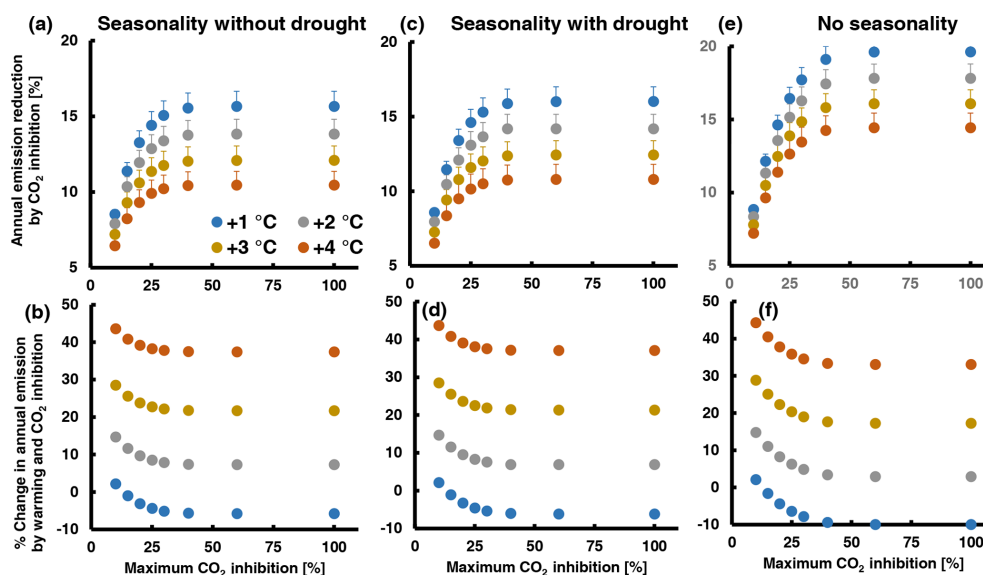 (a) Seasonality without drought
Annual emission reduction
by CO2 inhibition [%]
20
15
10
5
0 25 50 75 100
+1 °C +2 °C
+3 °C +4 °C
(c) Seasonality with drought
20
15
10
5
0 25 50 75 100
(e) No seasonality
20
15
10
5
0 25 50 75 100
(b)
% Change in annual emission
by warming and CO2 inhibition
50
40
30
20
10
0
-10
0 25 50 75 100
Maximum CO2 inhibition [%]
(d)
50
40
30
20
10
0
-10
0 25 50 75 100
Maximum CO2 inhibition [%]
(f)
50
40
30
20
10
0
-10
0 25 50 75 100
Maximum CO2 inhibition [%]